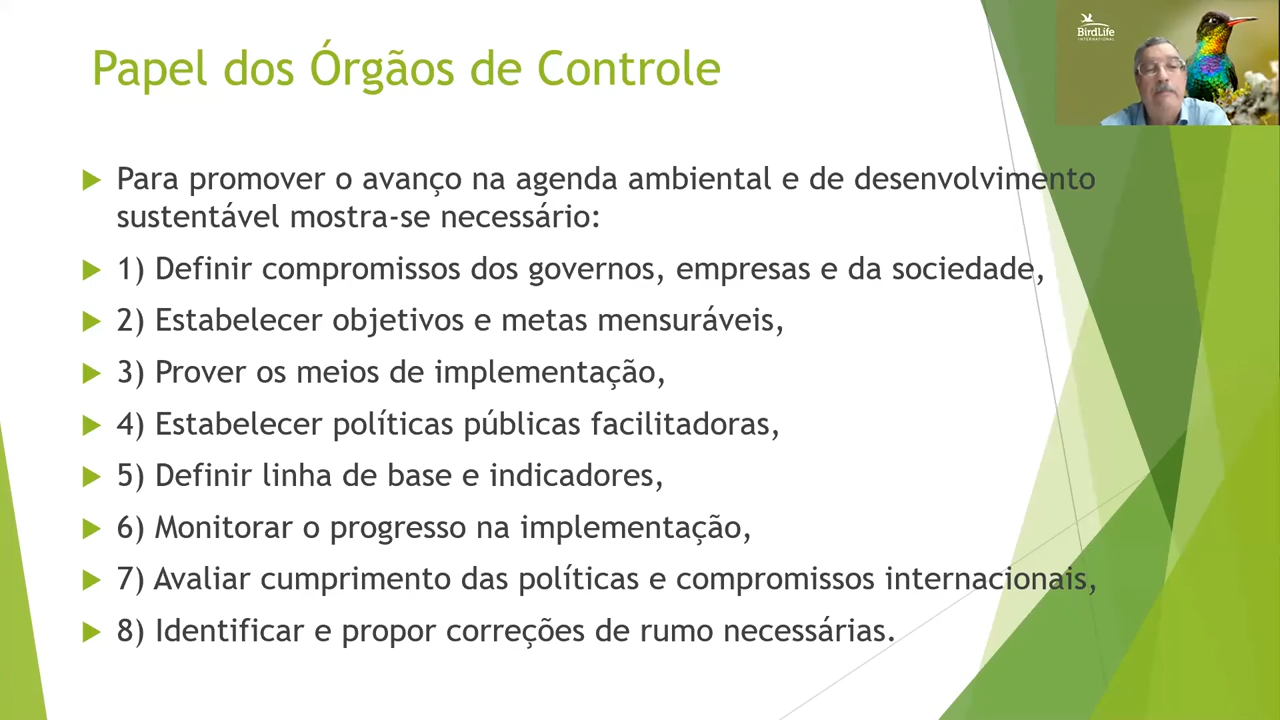 Papel dos Órgãos de Controle
BirdLife
INTERNATIONAL
Para promover o avanço na agenda ambiental e de desenvolvimento
sustentável mostra-se necessário:
1) Definir compromissos dos governos, empresas e da sociedade,
2) Estabelecer objetivos e metas mensuráveis,
3) Prover os meios de implementação,
4) Estabelecer políticas públicas facilitadoras,
5) Definir linha de base e indicadores,
6) Monitorar o progresso na implementação,
7) Avaliar cumprimento das políticas e compromissos internacionais,
8) Identificar e propor correções de rumo necessárias.